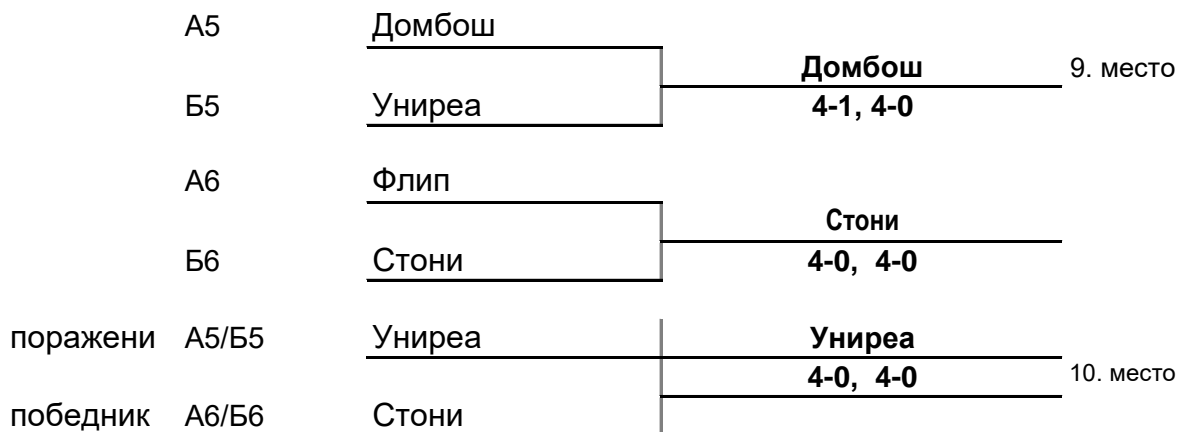 А5 Домбош
Домбош 9. место
Б5 Униреа 4-1, 4-0
А6 Флип
Стони
Б6 Стони 4-0, 4-0
поражени А5/Б5 Униреа Униреа
4-0, 4-0 10. место
победник А6/Б6 Стони